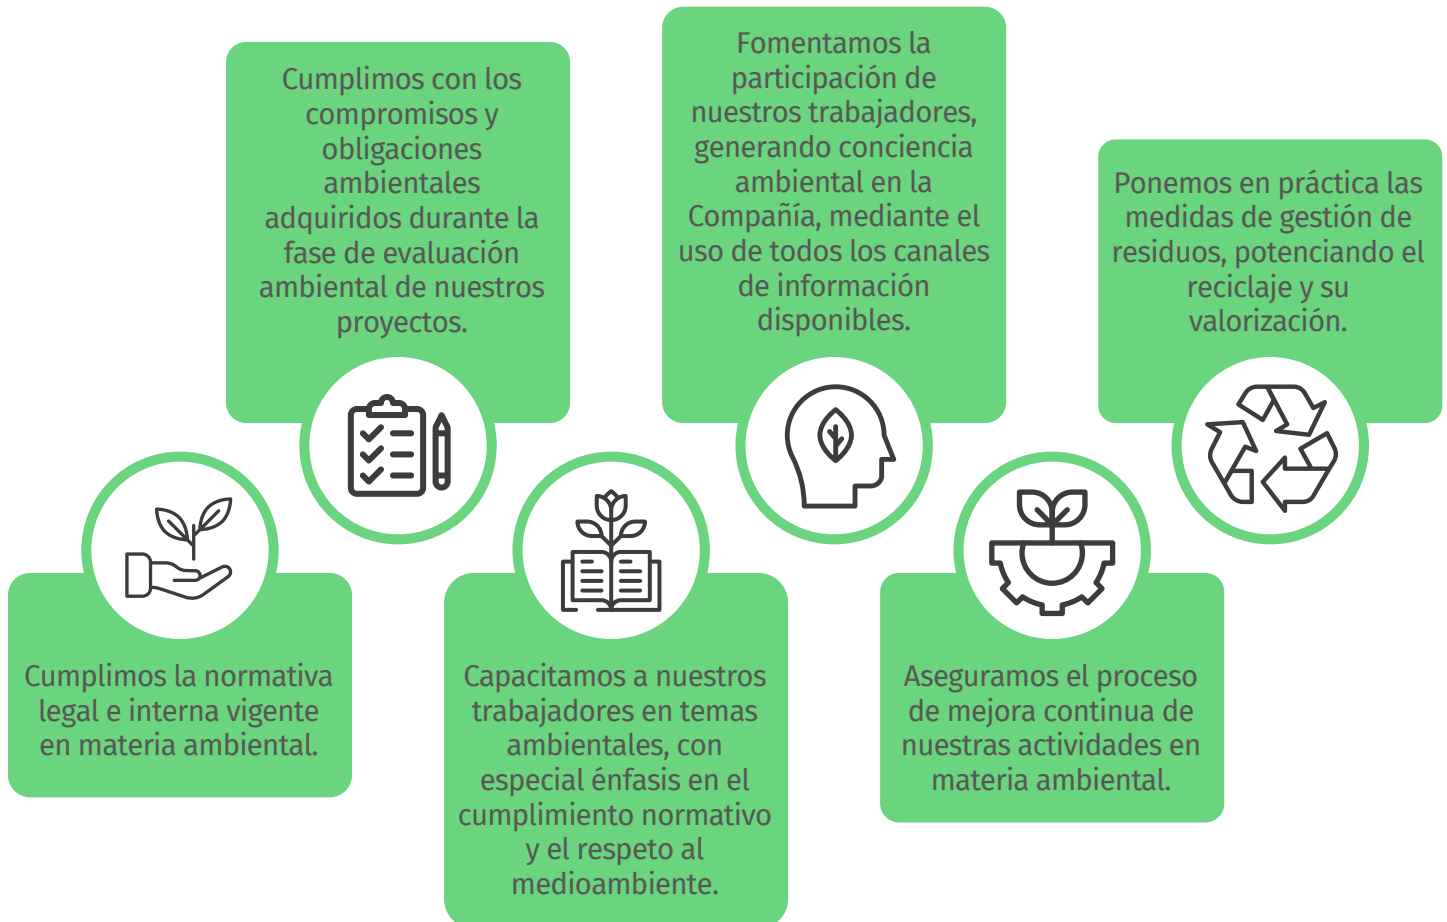 Cumplimos la normativa
legal e interna vigente
en materia ambiental.
Cumplimos con los
compromisos y
obligaciones
ambientales
adquiridos durante la
fase de evaluación
ambiental de nuestros
proyectos.
Capacitamos a nuestros
trabajadores en temas
ambientales, con
especial énfasis en el
cumplimiento normativo
y el respeto al
medioambiente.
Fomentamos la
participación de
nuestros trabajadores,
generando conciencia
ambiental en la
Compañía, mediante el
uso de todos los canales
de información
disponibles.
Aseguramos el proceso
de mejora continua de
nuestras actividades en
materia ambiental.
Ponemos en práctica las
medidas de gestión de
residuos, potenciando el
reciclaje y su
valorización.